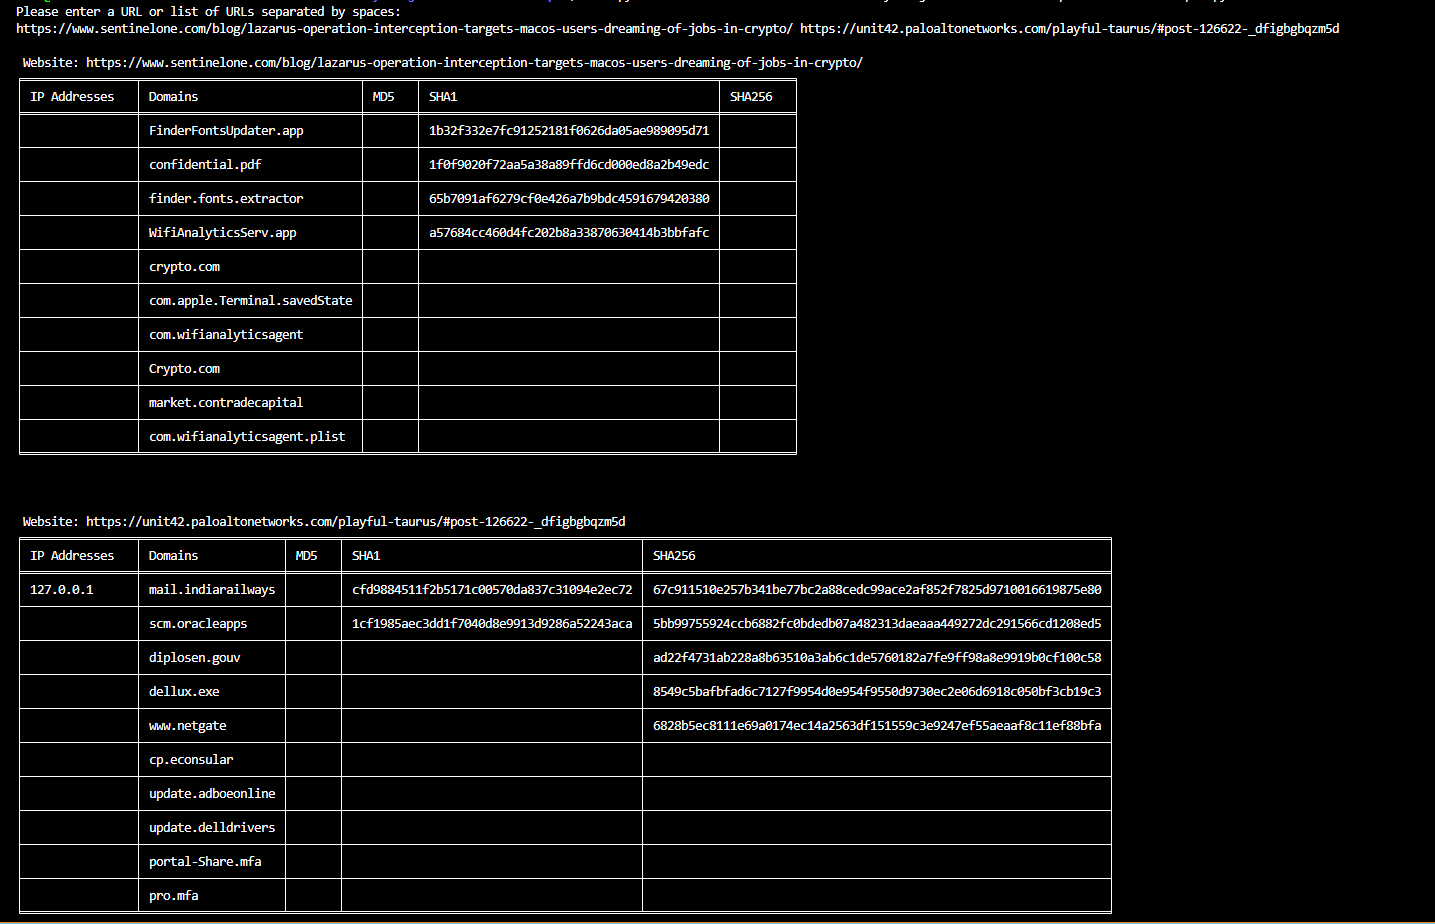 Please enter a URL or list of URLs separated by spaces:
https://www.sentinelone.com/blog/lazarus-operation-interception-targets-macos-users-dreaming-of-jobs-in-crypto/ https://unit42.paloaltonetworks.com/playful-taurus/#post-126622-_dfigbgbqzm5d
Website: https://www.sentinelone.com/blog/lazarus-operation-interception-targets-macos-users-dreaming-of-jobs-in-crypto/
IP Addresses Domains MD5 SHA1 SHA256
FinderFontsUpdater.app 1b32f332e7fc91252181f0626da05ae989095d71
confidential.pdf 1f0f9020f72aa5a38a89ffd6cd000ed8a2b49edc
finder.fonts.extractor 65b7091af6279cf0e426a7b9bdc4591679420380
WifiAnalyticsServ.app a57684cc460d4fc202b8a33870630414b3bbfafc
crypto.com
com.apple.Terminal.savedState
com.wifianalyticsagent
Crypto.com
market.contradecapital
com.wifianalyticsagent.plist
Website: https://unit42.paloaltonetworks.com/playful-taurus/#post-126622-_dfigbgbqzm5d
IP Addresses Domains MD5 SHA1 SHA256
127.0.0.1 mail.indiarailways cfd9884511f2b5171c00570da837c31094e2ec72 67c911510e257b341be77bc2a88cedc99ace2af852f7825d9710016619875e80
scm.oracleapps 1cf1985aec3dd1f7040d8e9913d9286a52243aca 5bb99755924ccb6882fc0bdedb07a482313daeaaa449272dc291566cd1208ed5
diplosen.gouv ad22f4731ab228a8b63510a3ab6c1de5760182a7fe9ff98a8e9919b0cf100c58
dellux.exe 8549c5bafbfad6c7127f9954d0e954f9550d9730ec2e06d6918c050bf3cb19c3
www.netgate 6828b5ec8111e69a0174ec14a2563df151559c3e9247ef55aeaaf8c11ef88bfa
cp.econsular
update.adboeonline
update.delldrivers
portal-Share.mfa
pro.mfa